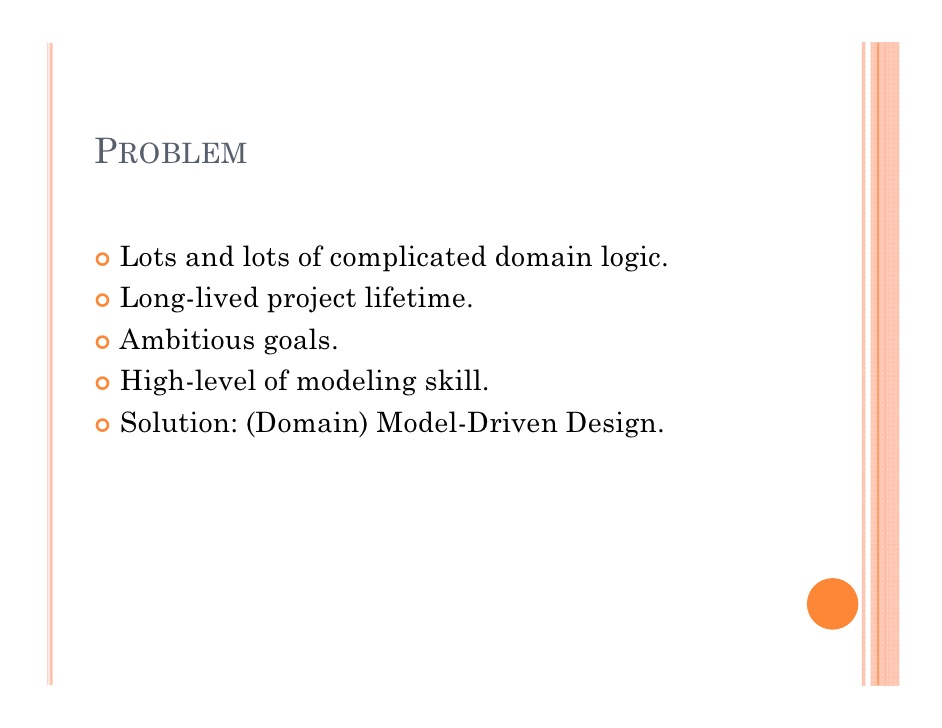 PROBLEM
Lots and lots of complicated domain logic.
Long-lived project lifetime.
Ambitious goals.
High-level of modeling skill.
Solution: (Domain) Model-Driven Design.